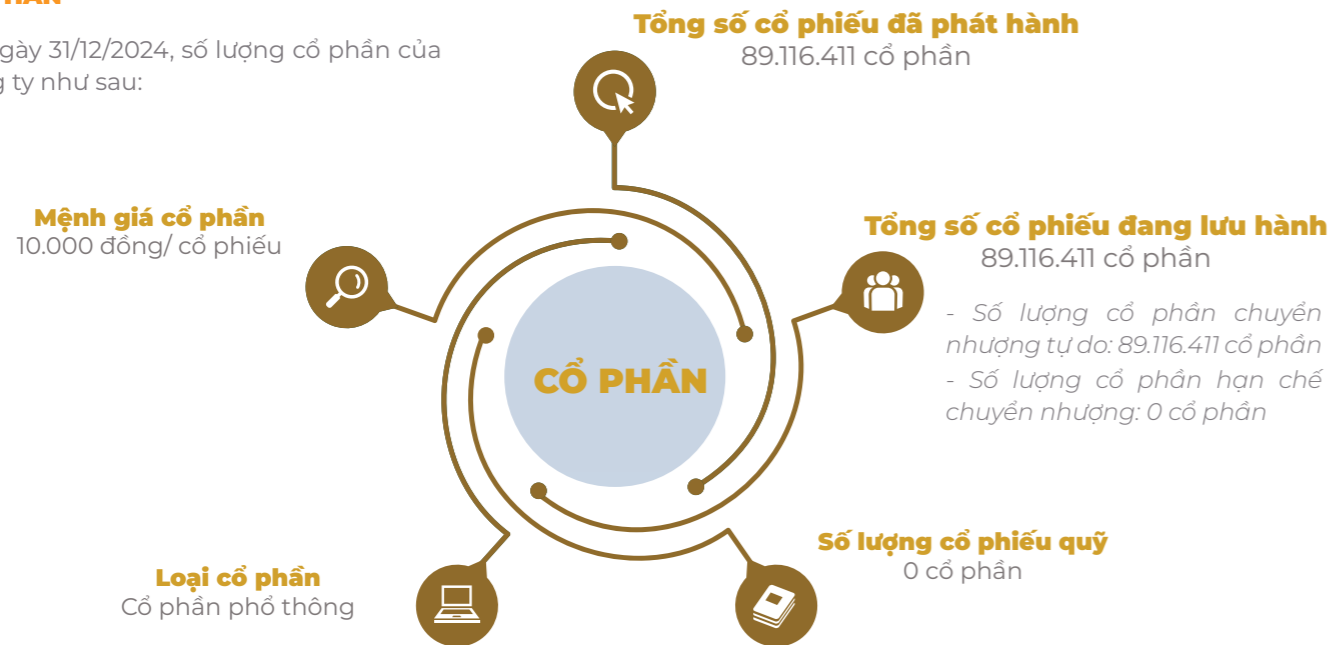 gày 31/12/2024, số lượng cổ phần của
g ty như sau:
Tổng số cổ phiếu đã phát hành
89.116.411 cổ phần
Mệnh giá cổ phần
10.000 đồng/ cổ phiếu
Tổng số cổ phiếu đang lưu hành
89.116.411 cổ phần
- Số lượng cổ phần chuyển
nhượng tự do: 89.116.411 cổ phần
- Số lượng cổ phần hạn chế
chuyển nhượng: 0 cổ phần
CỔ PHẦN
Số lượng cổ phiếu quỹ
0 cổ phần
Loại cổ phần
Cổ phần phổ thông